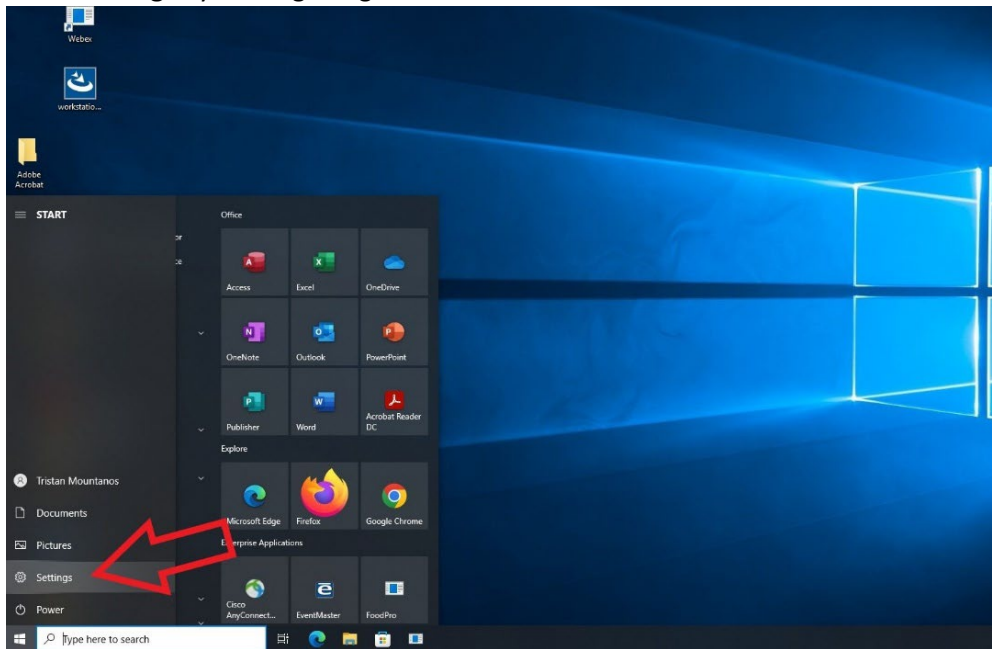 Webex
workstatio...
Adobe
Acrobat
START
Office
or
ce
Access
Excel
OneDrive
OneNote
Outlook
PowerPoint
Publisher
Word
Acrobat Reader
DC
Explore
Tristan Mountanos
Documents
Microsoft Edge
Firefox
Google Chrome
Pictures
Enterprise Applications
Settings
Cisco
AnyConnect...
EventMaster
FoodPro
Power
Type here to search